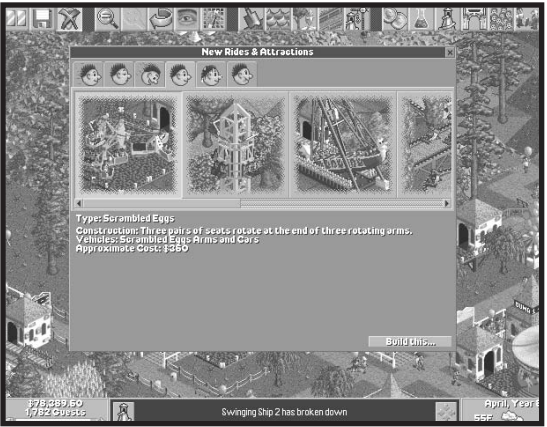 New Rides & Attractions
Type: Scrambled Eggs
Construction: Three pairs of seats rotate at the end of three rotating arms.
Vehicles: Scrambled Eggs Arms and Cars
Approximate Cost: $360
Build this...
$78,389.60
1,782 Guests
Swinging Ship 2 has broken down
April, Year
55F